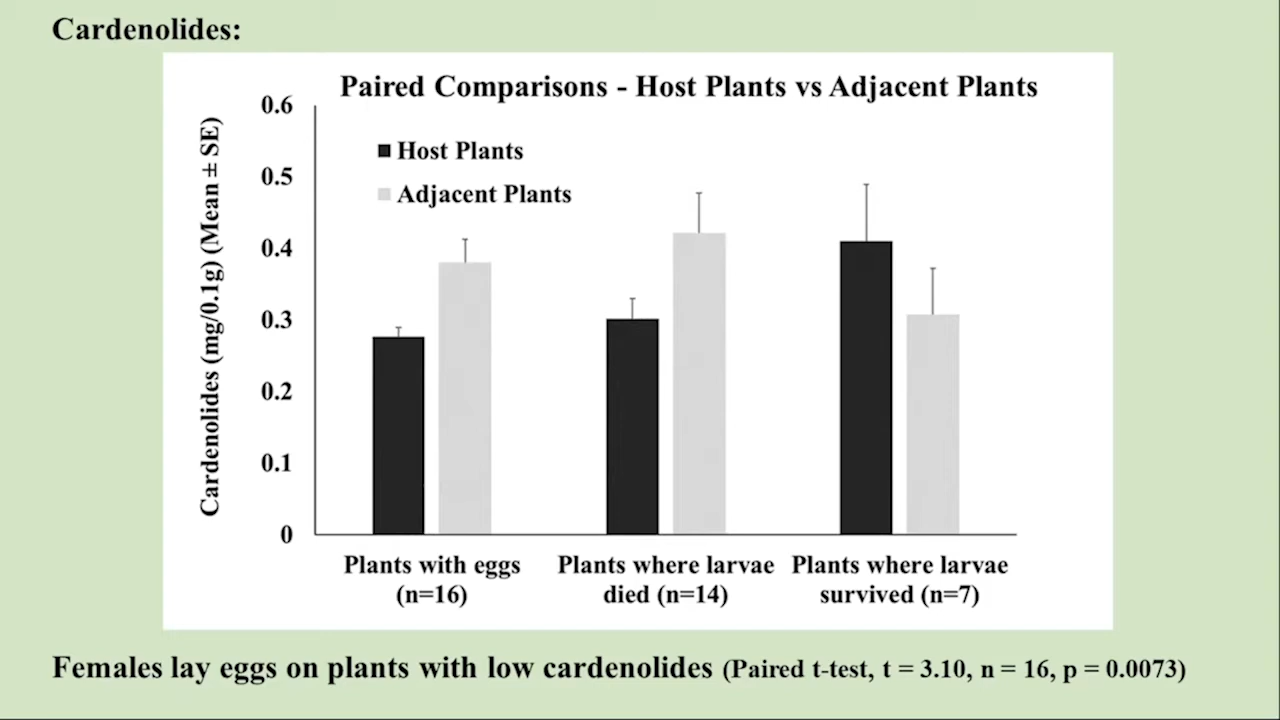 Cardenolides:
Paired Comparisons - Host Plants vs Adjacent Plants
Cardenolides (mg/0.1g) (Mean ± SE)
0.6
0.5
0.4
0.3
0.2
0.1
0
Host Plants
Adjacent Plants
Plants with eggs
(n=16)
Plants where larvae
died (n=14)
Plants where larvae
survived (n=7)
Females lay eggs on plants with low cardenolides (Paired t-test, t = 3.10, n = 16, p = 0.0073)